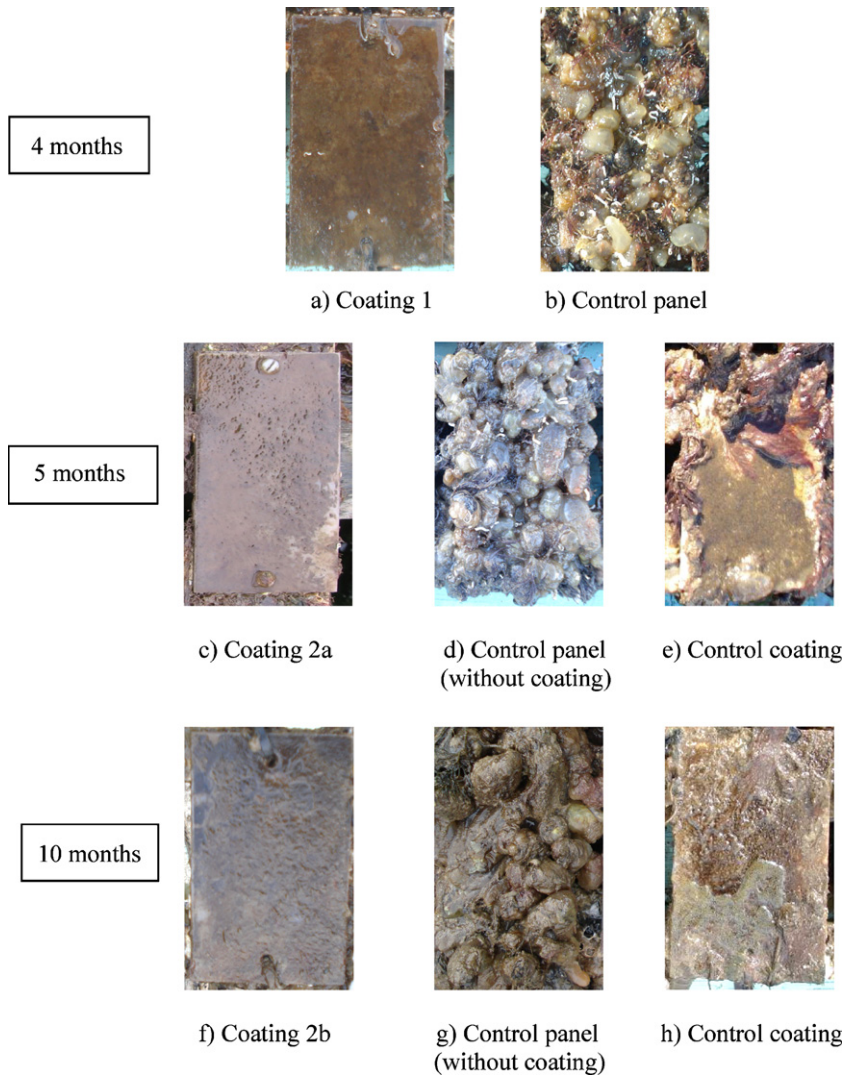 4 months
a) Coating 1
b) Control panel
5 months
c) Coating 2a
d) Control panel
(without coating)
e) Control coating
10 months
f) Coating 2b
g) Control panel
(without coating)
h) Control coating